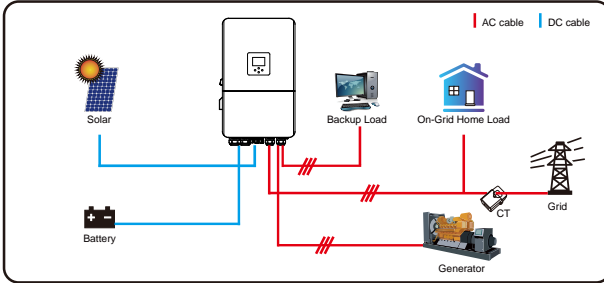 AC cable
DC cable
Solar
Backup Load
On-Grid Home Load
Battery
CT
Grid
Generator